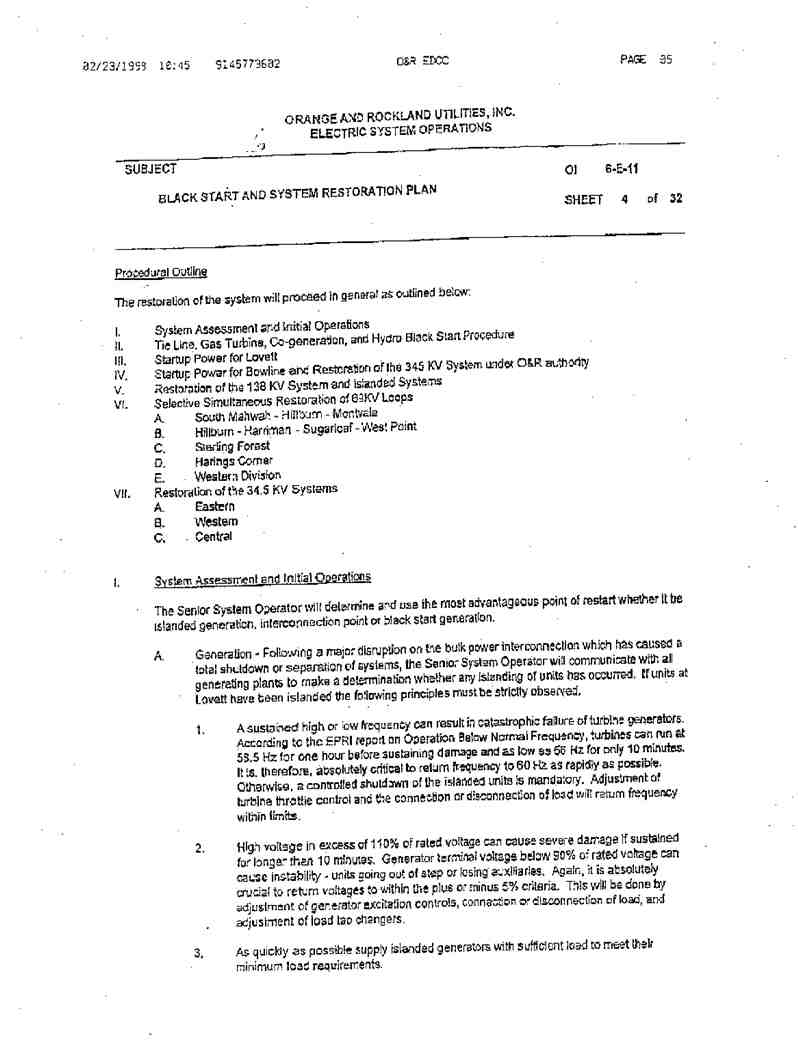 02/23/1999 10:45 9145773602 O&R EDCC PAGE 05
ORANGE AND ROCKLAND UTILITIES, INC.
ELECTRIC SYSTEM OPERATIONS
SUBJECT
OI 6-E-11
BLACK START AND SYSTEM RESTORATION PLAN
SHEET 4 of 32
Procedural Outline
The restoration of the system will proceed in general as outlined below:
I. System Assessment and Initial Operations
II. Tie Line, Gas Turbine, Co-generation, and Hydro Black Start Procedure
III. Startup Power for Lovett
IV. Startup Power for Bowline and Restoration of the 345 KV System under O&R authority
V. Restoration of the 138 KV System and Islanded Systems
VI. Selective Simultaneous Restoration of 69KV Loops
A. South Mahwah - Hillburn - Montvale
B. Hillburn - Harriman - Sugarloaf - West Point
C. Sterling Forest
D. Harings Corner
E. Western Division
VII. Restoration of the 34.5 KV Systems
A. Eastern
B. Western
C. Central
I. System Assessment and Initial Operations
The Senior System Operator will determine and use the most advantageous point of restart whether it be
islanded generation, interconnection point or black start generation.
A. Generation - Following a major disruption on the bulk power interconnection which has caused a
total shutdown or separation of systems, the Senior System Operator will communicate with all
generating plants to make a determination whether any islanding of units has occurred. If units at
Lovett have been islanded the following principles must be strictly observed.
1. A sustained high or low frequency can result in catastrophic failure of turbine generators.
According to the EPRI report on Operation Below Normal Frequency, turbines can run at
58.5 Hz for one hour before sustaining damage and as low as 56 Hz for only 10 minutes.
It is, therefore, absolutely critical to return frequency to 60 Hz as rapidly as possible.
Otherwise, a controlled shutdown of the islanded units is mandatory. Adjustment of
turbine throttle control and the connection or disconnection of load will return frequency
within limits.
2. High voltage in excess of 110% of rated voltage can cause severe damage if sustained
for longer than 10 minutes. Generator terminal voltage below 90% of rated voltage can
cause instability - units going out of step or losing auxiliaries. Again, it is absolutely
crucial to return voltages to within the plus or minus 5% criteria. This will be done by
adjustment of generator excitation controls, connection or disconnection of load, and
adjustment of load tap changers.
3. As quickly as possible supply islanded generators with sufficient load to meet their
minimum load requirements.